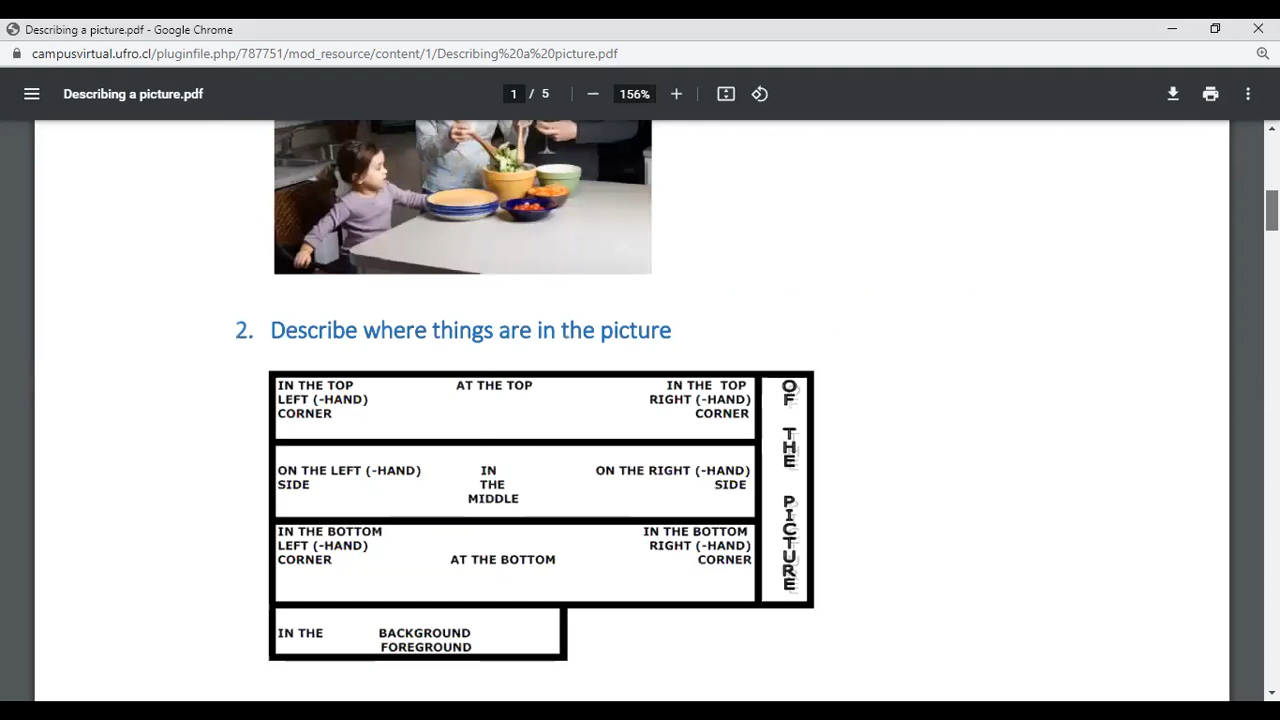 Describing a picture.pdf - Google Chrome
campusvirtual.ufro.cl/pluginfile.php/787751/mod_resource/content/1/Describing%20a%20picture.pdf
Describing a picture.pdf
1 / 5
156%
2. Describe where things are in the picture
IN THE TOP
LEFT (-HAND)
CORNER
AT THE TOP
IN THE TOP
RIGHT (-HAND)
CORNER
ON THE LEFT (-HAND)
SIDE
IN
THE
MIDDLE
ON THE RIGHT (-HAND)
SIDE
IN THE BOTTOM
LEFT (-HAND)
CORNER
AT THE BOTTOM
IN THE BOTTOM
RIGHT (-HAND)
CORNER
OF THE PICTURE
IN THE BACKGROUND
FOREGROUND